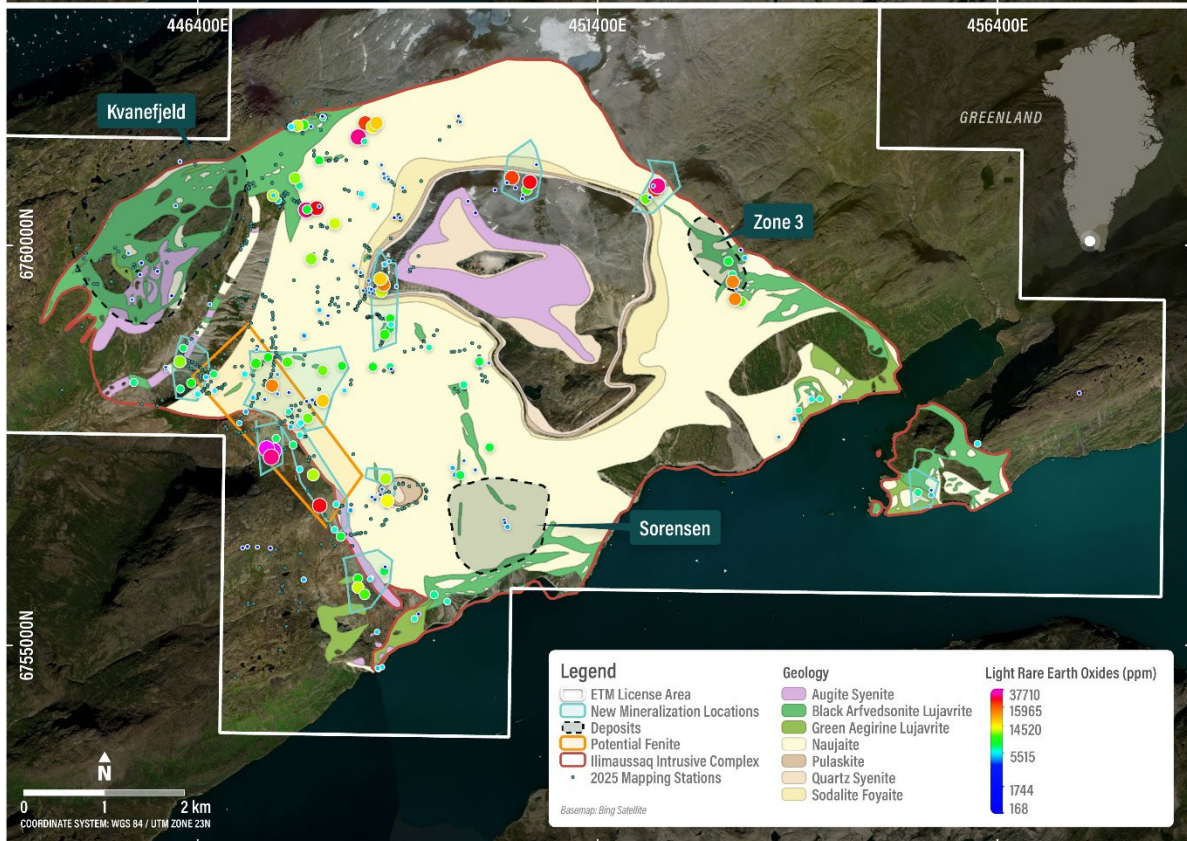 446400E
451400E
456400E
Kvanefjeld
GREENLAND
Zone 3
6760000N
Sorensen
6755000N
Legend
ETM License Area
New Mineralization Locations
Deposits
Potential Fenite
Ilimaussaq Intrusive Complex
2025 Mapping Stations
Basemap: Bing Satellite
Geology
Augite Syenite
Black Arfvedsonite Lujavrite
Green Aegirine Lujavrite
Naujaite
Pulaskite
Quartz Syenite
Sodalite Foyaite
Light Rare Earth Oxides (ppm)
37710
15965
14520
5515
1744
168
N
0 1 2 km
COORDINATE SYSTEM: WGS 84 / UTM ZONE 23N